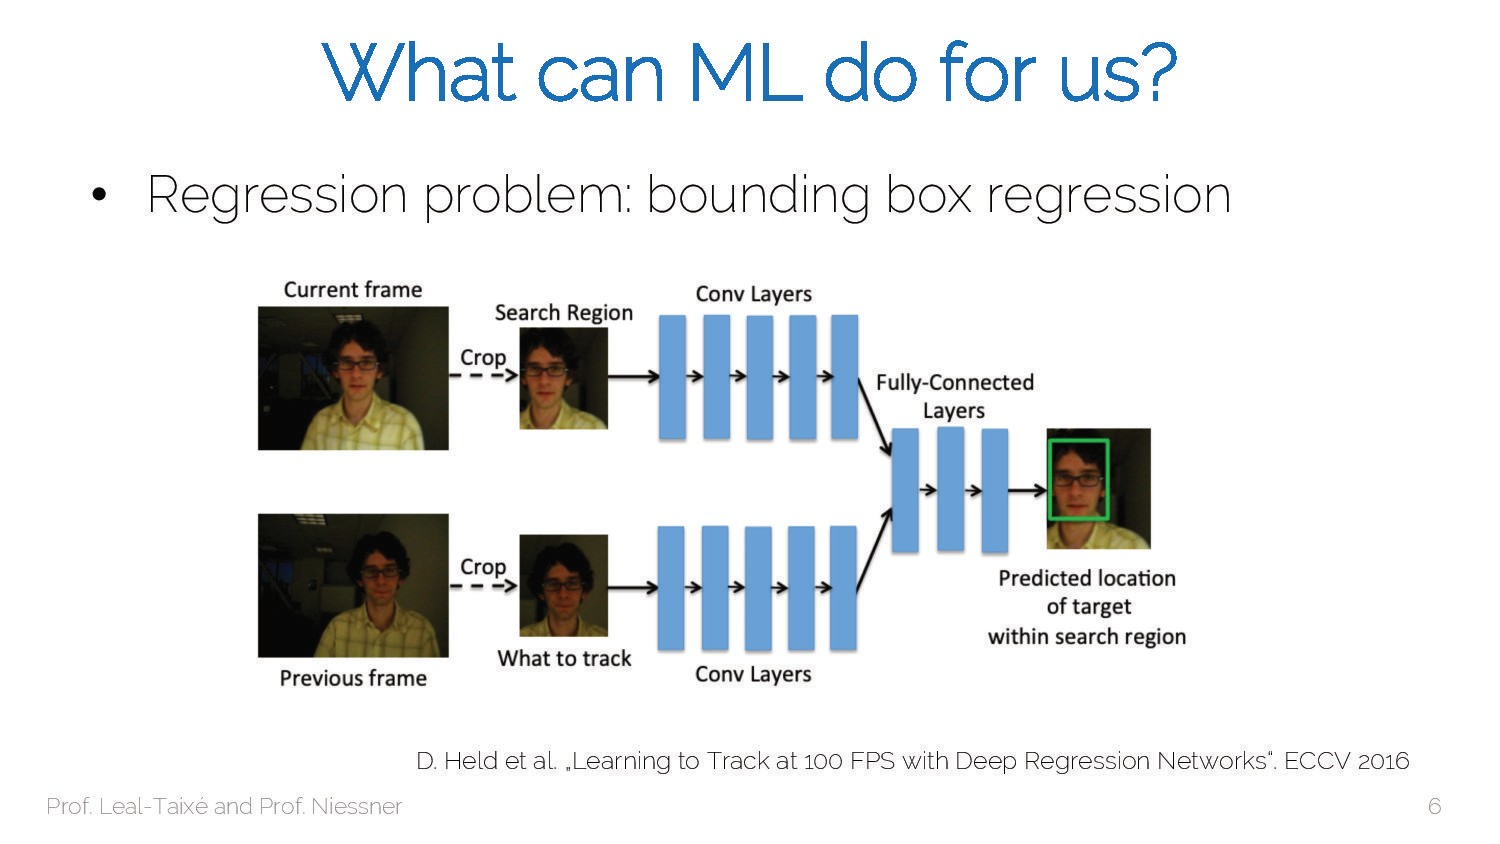 What can ML do for us?
• Regression problem: bounding box regression
Current frame
Crop
Search Region
Conv Layers
Fully-Connected
Layers
Previous frame
Crop
What to track
Conv Layers
Predicted location
of target
within search region
D. Held et al. „Learning to Track at 100 FPS with Deep Regression Networks“. ECCV 2016
Prof. Leal-Taixé and Prof. Niessner
6